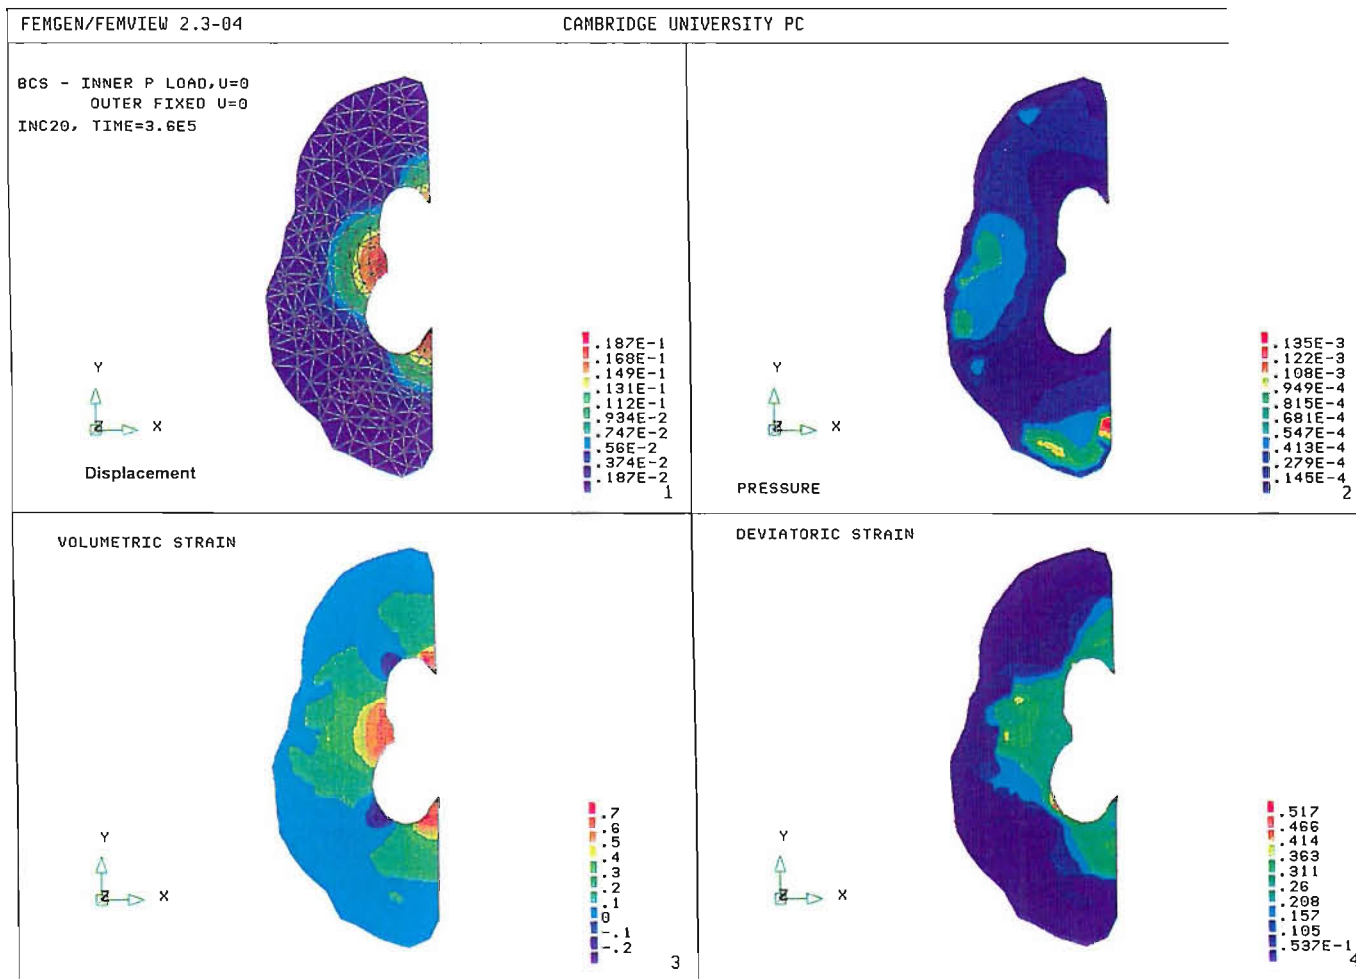 FEMGEN/FEMVIEW 2.3-04
CAMBRIDGE UNIVERSITY PC
BCS - INNER P LOAD,U=0
OUTER FIXED U=0
INC20, TIME=3.6E5
Y
Z
X
Displacement
.187E-1
.168E-1
.149E-1
.131E-1
.112E-1
.934E-2
.747E-2
.56E-2
.374E-2
.187E-2
1
Y
Z
X
PRESSURE
.135E-3
.122E-3
.108E-3
.949E-4
.815E-4
.681E-4
.547E-4
.413E-4
.279E-4
.145E-4
2
VOLUMETRIC STRAIN
Y
Z
X
.7
.6
.5
.4
.3
.2
.1
0
-.1
-.2
3
DEVIATORIC STRAIN
Y
Z
X
.517
.466
.414
.363
.311
.26
.208
.157
.105
.537E-1
4